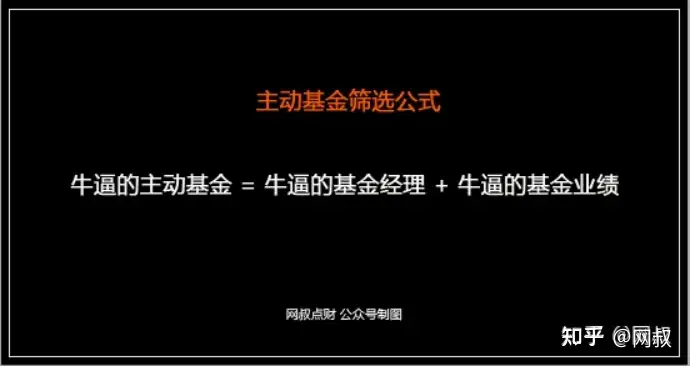 主动基金筛选公式
牛逼的主动基金 = 牛逼的基金经理 + 牛逼的基金业绩
网叔点财 公众号制图
知乎 @网叔